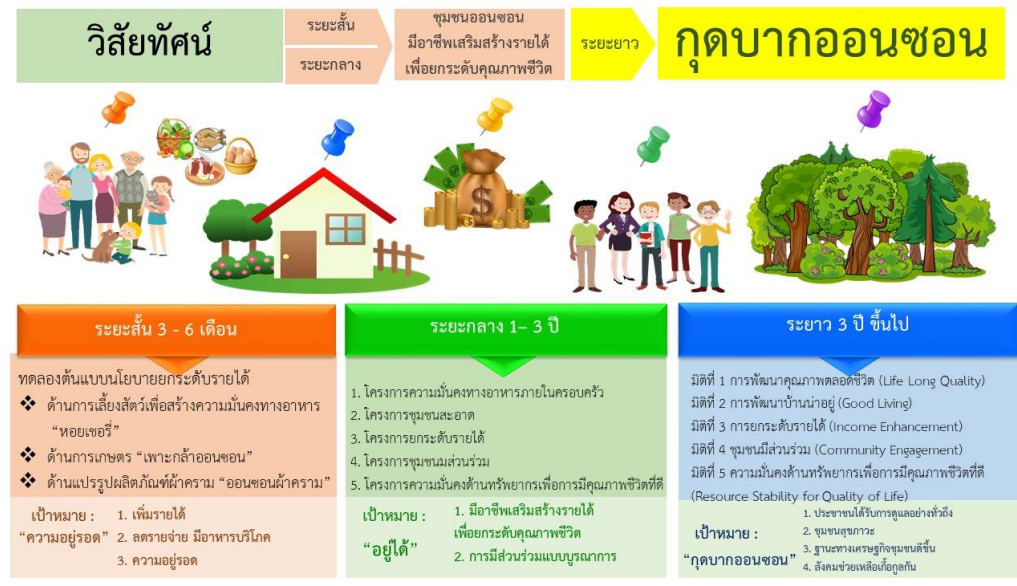 วิสัยทัศน์
ระยะสั้น
ระยะกลาง
ชุมชนออนซอน
มีอาชีพเสริมสร้างรายได้
เพื่อยกระดับคุณภาพชีวิต
ระยะยาว
กุดบากออนซอน
ระยะสั้น 3 - 6 เดือน
ทดลองต้นแบบนโยบายยกระดับรายได้
❖ ด้านการเลี้ยงสัตว์เพื่อสร้างความมั่นคงทางอาหาร
“หอยเชอรี่”
❖ ด้านการเกษตร “เพาะกล้าออนซอน”
❖ ด้านแปรรูปผลิตภัณฑ์ผ้าคราม “ออนซอนผ้าคราม”
เป้าหมาย :
“ความอยู่รอด”
1. เพิ่มรายได้
2. ลดรายจ่าย มีอาหารบริโภค
3. ความอยู่รอด
ระยะกลาง 1– 3 ปี
1. โครงการความมั่นคงทางอาหารภายในครอบครัว
2. โครงการชุมชนสะอาด
3. โครงการยกระดับรายได้
4. โครงการชุมชนมส่วนร่วม
5. โครงการความมั่นคงด้านทรัพยากรเพื่อการมีคุณภาพชีวิตที่ดี
เป้าหมาย :
“อยู่ได้”
1. มีอาชีพเสริมสร้างรายได้
เพื่อยกระดับคุณภาพชีวิต
2. การมีส่วนร่วมแบบบูรณาการ
ระยาว 3 ปี ขึ้นไป
มิติที่ 1 การพัฒนาคุณภาพตลอดชีวิต (Life Long Quality)
มิติที่ 2 การพัฒนาบ้านน่าอยู่ (Good Living)
มิติที่ 3 การยกระดับรายได้ (Income Enhancement)
มิติที่ 4 ชุมชนมีส่วนร่วม (Community Engagement)
มิติที่ 5 ความมั่นคงด้านทรัพยากรเพื่อการมีคุณภาพชีวิตที่ดี
(Resource Stability for Quality of Life)
เป้าหมาย :
“กุดบากออนซอน”
1. ประชาชนได้รับการดูแลอย่างทั่วถึง
2. ชุมชนสุขภาวะ
3. ฐานะทางเศรษฐกิจชุมชนดีขึ้น
4. สังคมช่วยเหลือเกื้อกูลกัน